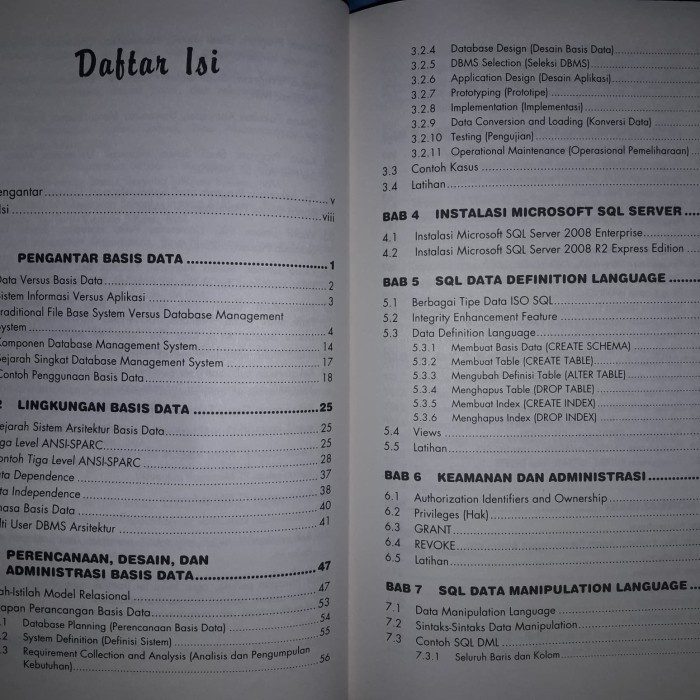 Daftar Isi
engantar ..... v
si ..... viii
PENGANTAR BASIS DATA ..... 1
ata Versus Basis Data ..... 2
istem Informasi Versus Aplikasi ..... 3
raditional File Base System Versus Database Management
ystem ..... 4
omponen Database Management System ..... 14
ejarah Singkat Database Management System ..... 17
ontoh Penggunaan Basis Data ..... 18
2 LINGKUNGAN BASIS DATA ..... 25
ejarah Sistem Arsitektur Basis Data ..... 25
ga Level ANSI-SPARC ..... 25
ontoh Tiga Level ANSI-SPARC ..... 28
ta Dependence ..... 37
ta Independence ..... 38
hasa Basis Data ..... 40
lti User DBMS Arsitektur ..... 41
PERENCANAAN, DESAIN, DAN
ADMINISTRASI BASIS DATA ..... 47
ah-Istilah Model Relasional ..... 47
apan Perancangan Basis Data ..... 53
1 Database Planning (Perencanaan Basis Data) ..... 54
2 System Definition (Definisi Sistem) ..... 55
3 Requirement Collection and Analysis (Analisis dan Pengumpulan
Kebutuhan) ..... 56
3.2.4 Database Design (Desain Basis Data) .....
3.2.5 DBMS Selection (Seleksi DBMS) .....
3.2.6 Application Design (Desain Aplikasi) .....
3.2.7 Prototyping (Prototipe) .....
3.2.8 Implementation (Implementasi) .....
3.2.9 Data Conversion and Loading (Konversi Data) .....
3.2.10 Testing (Pengujian) .....
3.2.11 Operational Maintenance (Operasional Pemeliharaan) .....
3.3 Contoh Kasus .....
3.4 Latihan .....
BAB 4 INSTALASI MICROSOFT SQL SERVER .....
4.1 Instalasi Microsoft SQL Server 2008 Enterprise .....
4.2 Instalasi Microsoft SQL Server 2008 R2 Express Edition .....
BAB 5 SQL DATA DEFINITION LANGUAGE .....
5.1 Berbagai Tipe Data ISO SQL .....
5.2 Integrity Enhancement Feature .....
5.3 Data Definition Language .....
5.3.1 Membuat Basis Data (CREATE SCHEMA) .....
5.3.2 Membuat Table (CREATE TABLE) .....
5.3.3 Mengubah Definisi Table (ALTER TABLE) .....
5.3.4 Menghapus Table (DROP TABLE) .....
5.3.5 Membuat Index (CREATE INDEX) .....
5.3.6 Menghapus Index (DROP INDEX) .....
5.4 Views .....
5.5 Latihan .....
BAB 6 KEAMANAN DAN ADMINISTRASI .....
6.1 Authorization Identifiers and Ownership .....
6.2 Privileges (Hak) .....
6.3 GRANT .....
6.4 REVOKE .....
6.5 Latihan .....
BAB 7 SQL DATA MANIPULATION LANGUAGE .....
7.1 Data Manipulation Language .....
7.2 Sintaks-Sintaks Data Manipulation .....
7.3 Contoh SQL DML .....
7.3.1 Seluruh Baris dan Kolom .....